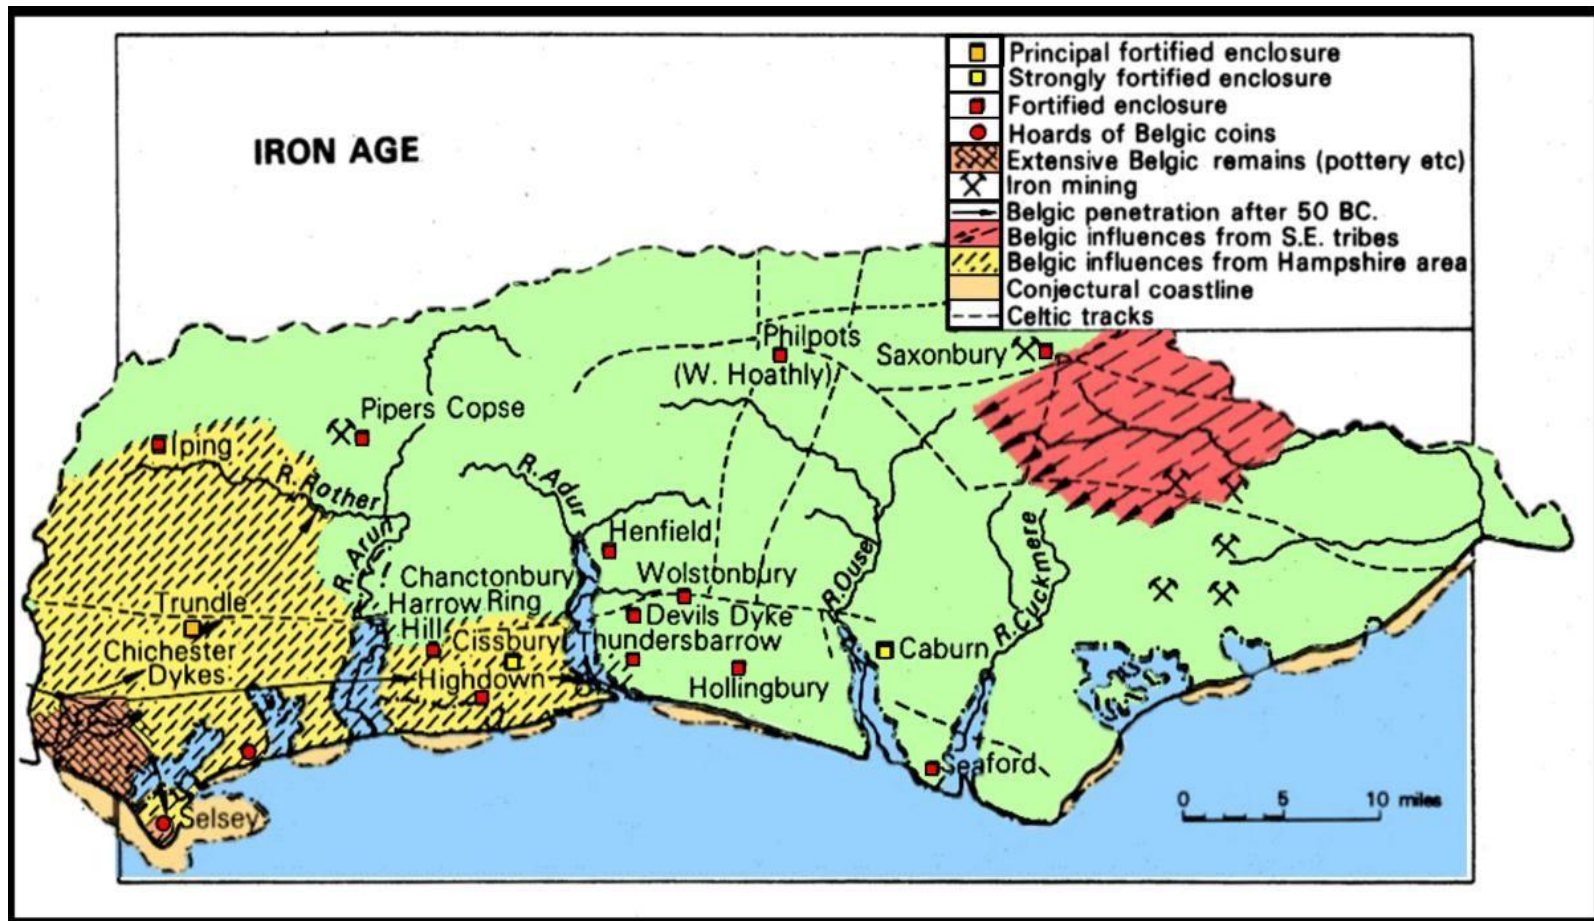 IRON AGE
Principal fortified enclosure
Strongly fortified enclosure
Fortified enclosure
Hoards of Belgic coins
Extensive Belgic remains (pottery etc)
Iron mining
Belgic penetration after 50 BC.
Belgic influences from S.E. tribes
Belgic influences from Hampshire area
Conjectural coastline
Celtic tracks
Philpots
(W. Hoathly)
Saxonbury
Pipers Copse
Iping
R. Rother
R. Adur
R. Arun
Henfield
Chanctonbury
Ring
Wolstonbury
R. Ouse
R. Cuckmere
Trundle
Harrow
Hill
Devils Dyke
Cissbury
Thundersbarrow
Caburn
Chichester
Dykes
Highdown
Hollingbury
Seaford
Selsey
0 5 10 miles